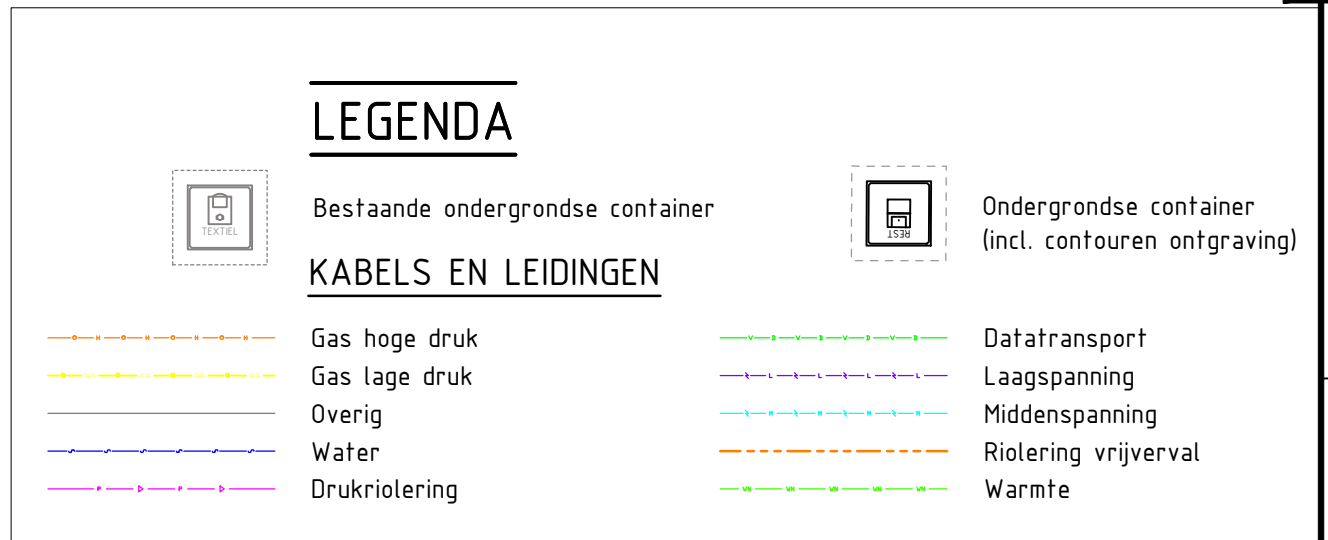 LEGENDA
TEXTIEL
Bestaande ondergrondse container
REST
Ondergrondse container
(incl. contouren ontgraving)
KABELS EN LEIDINGEN
Gas hoge druk
Gas lage druk
Overig
Water
Drukriolering
Datatransport
Laagspanning
Middenspanning
Riolering vrijverval
Warmte